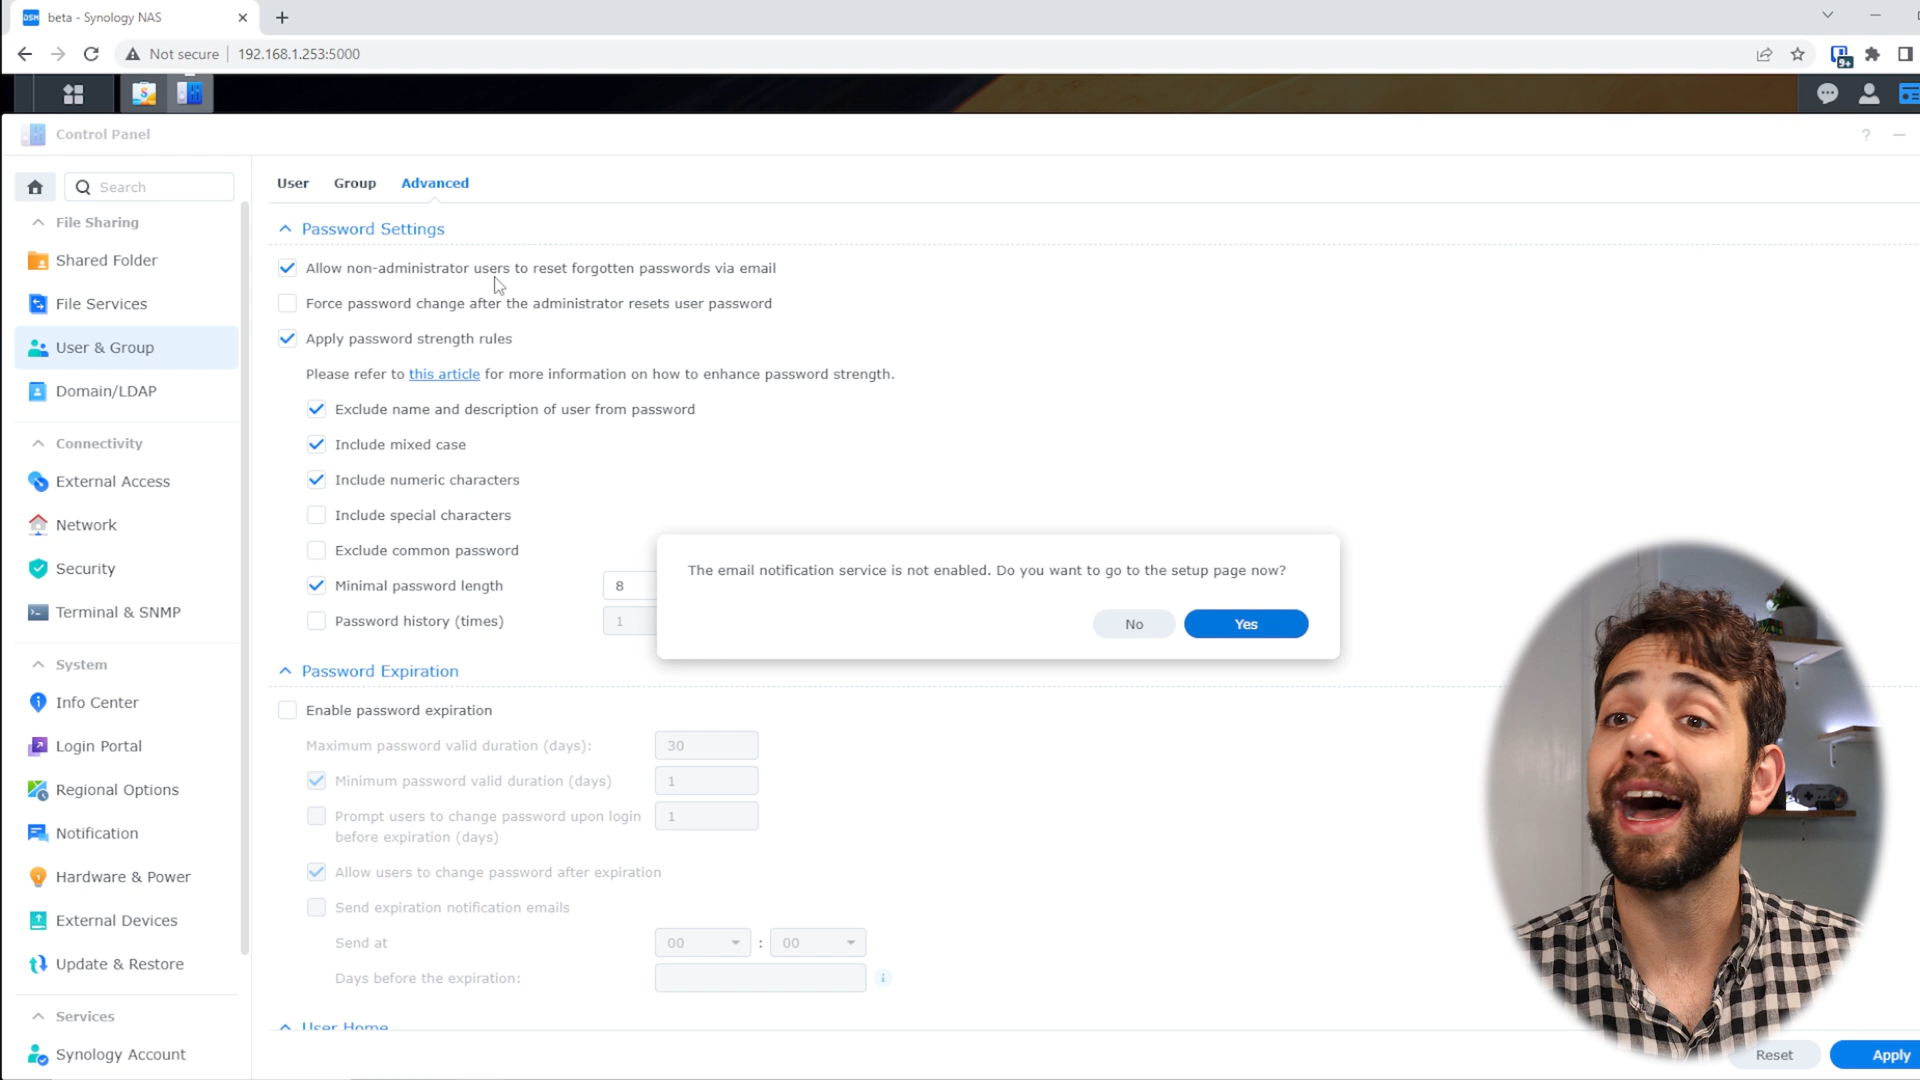 beta - Synology NAS
Not secure 192.168.1.253:5000
9+
Control Panel
?
Search
User Group Advanced
File Sharing
Shared Folder
File Services
User & Group
Domain/LDAP
Connectivity
External Access
Network
Security
Terminal & SNMP
System
Info Center
Login Portal
Regional Options
Notification
Hardware & Power
External Devices
Update & Restore
Services
Synology Account
Password Settings
Allow non-administrator users to reset forgotten passwords via email
Force password change after the administrator resets user password
Apply password strength rules
Please refer to this article for more information on how to enhance password strength.
Exclude name and description of user from password
Include mixed case
Include numeric characters
Include special characters
Exclude common password
Minimal password length 8
Password history (times) 1
The email notification service is not enabled. Do you want to go to the setup page now?
No Yes
Password Expiration
Enable password expiration
Maximum password valid duration (days): 30
Minimum password valid duration (days) 1
Prompt users to change password upon login 1
before expiration (days)
Allow users to change password after expiration
Send expiration notification emails
Send at 00 : 00
Days before the expiration:
User Home
Reset Apply